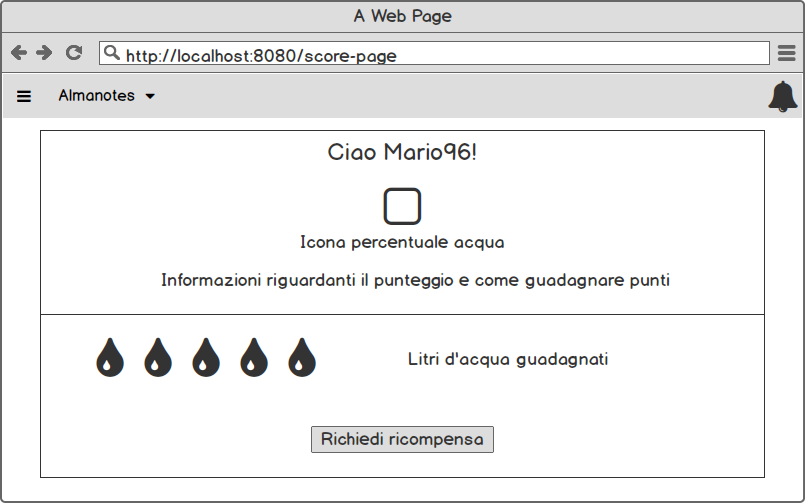 A Web Page
http://localhost:8080/score-page
Almanotes
Ciao Mario96!
Icona percentuale acqua
Informazioni riguardanti il punteggio e come guadagnare punti
Litri d'acqua guadagnati
Richiedi ricompensa